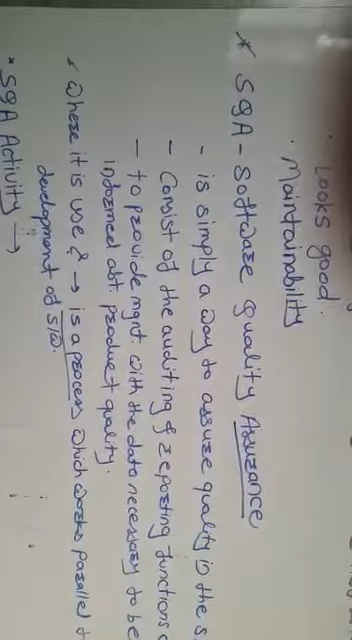 · Looks good.
· Maintainability
* SQA - Software Quality Assurance
- is simply a way to assure quality in the s
- Consist of the auditing & reporting functions
- to provide mgnt. with the data necessary to be
informed abt. product quality.
* Where it is use? → is a process which works parallel t
development of s/w.
* SQA Activity →